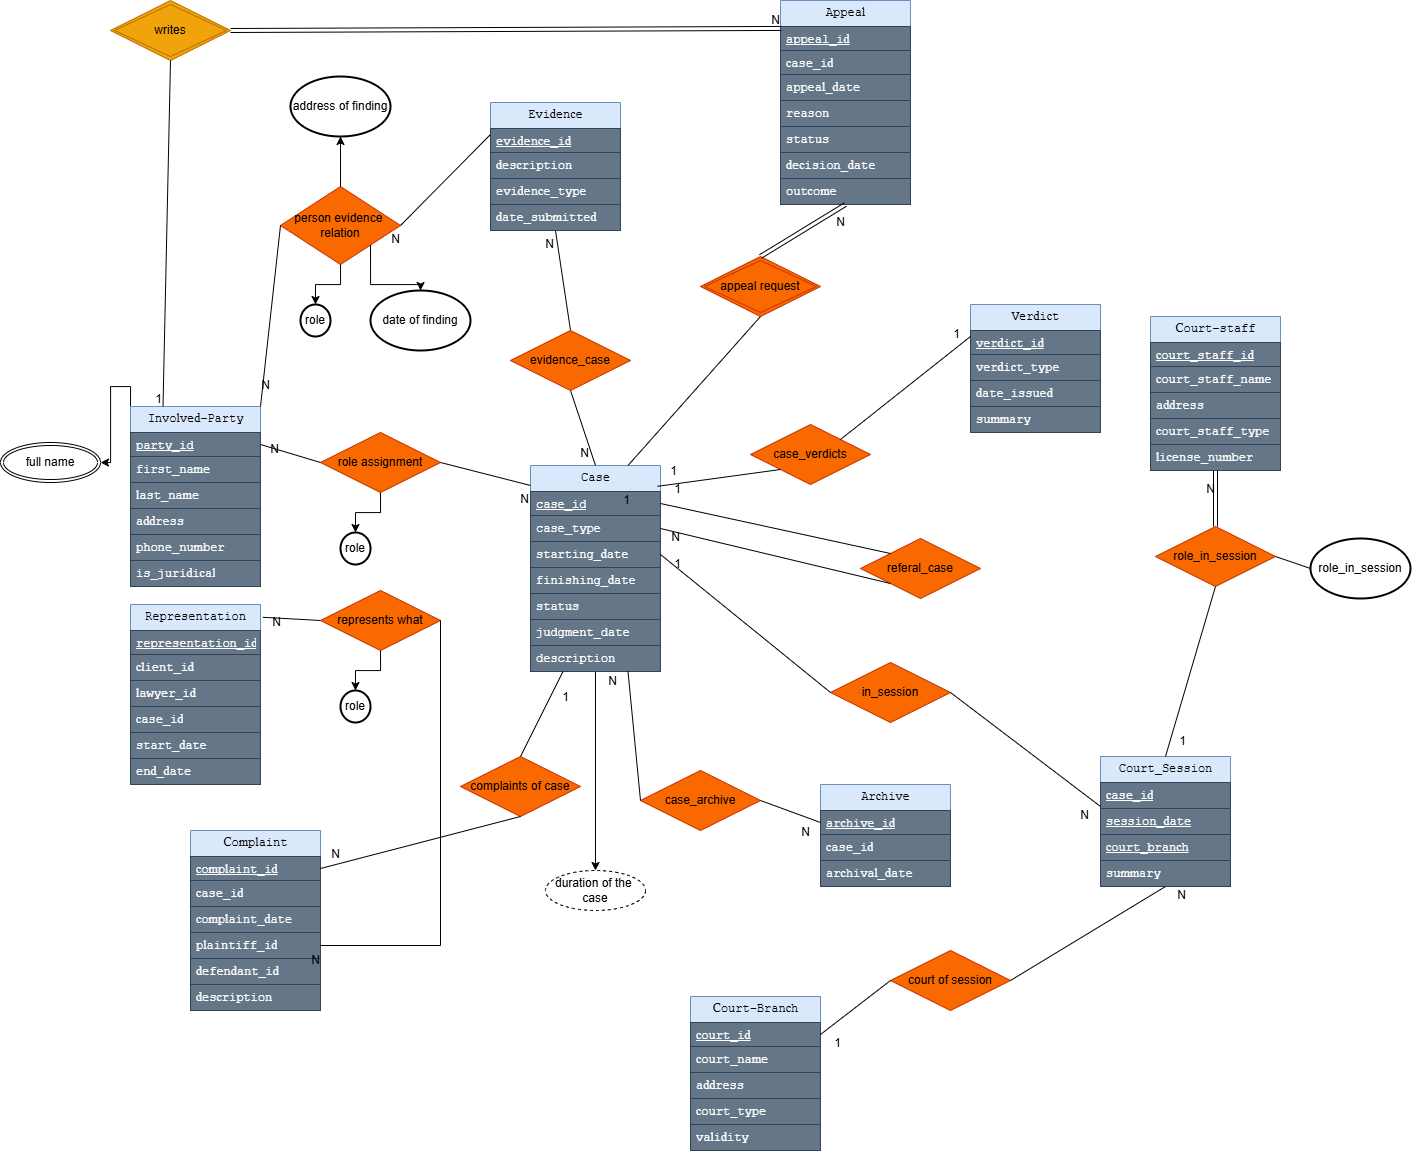 writes
N
Appeal
appeal_id
case_id
appeal_date
reason
status
decision_date
outcome
N
address of finding
Evidence
evidence_id
description
evidence_type
date_submitted
N
person evidence
relation
N
role
date of finding
appeal request
evidence_case
Verdict
verdict_id
verdict_type
date_issued
summary
1
Court-staff
court_staff_id
court_staff_name
address
court_staff_type
license_number
N
N
1
Involved-Party
party_id
first_name
last_name
address
phone_number
is_juridical
full name
N
role assignment
role
N
N
Case
1
case_id
case_type
starting_date
finishing_date
status
judgment_date
description
1
1
N
1
case_verdicts
referal_case
role_in_session
role_in_session
Representation
representation_id
client_id
lawyer_id
case_id
start_date
end_date
N
represents what
role
1
N
in_session
1
Court_Session
case_id
session_date
court_branch
summary
N
N
complaints of case
case_archive
N
Archive
archive_id
case_id
archival_date
Complaint
complaint_id
case_id
complaint_date
plaintiff_id
defendant_id
description
N
N
duration of the
case
court of session
Court-Branch
court_id
court_name
address
court_type
validity
1